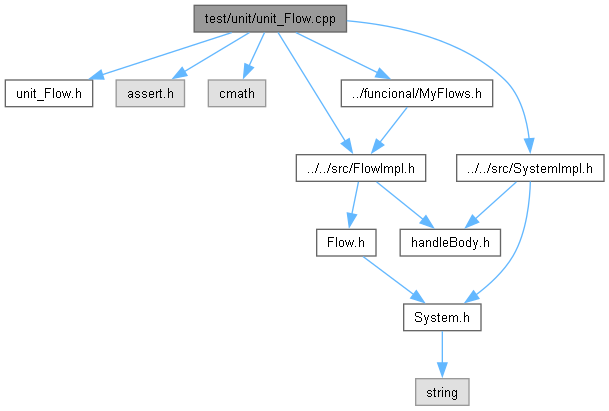 test/unit/unit_Flow.cpp
unit_Flow.h
assert.h
cmath
../funcional/MyFlows.h
../../src/FlowImpl.h
../../src/SystemImpl.h
Flow.h
handleBody.h
System.h
string